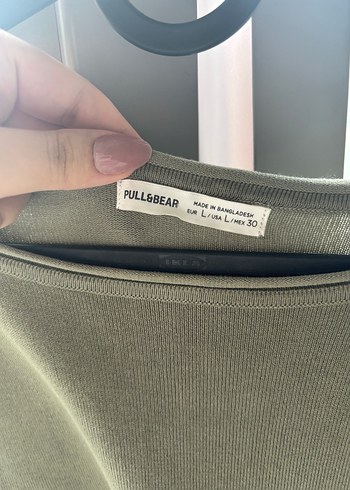 PULL&BEAR
MADE IN BANGLADESH
EUR L / USA L / MEX 30